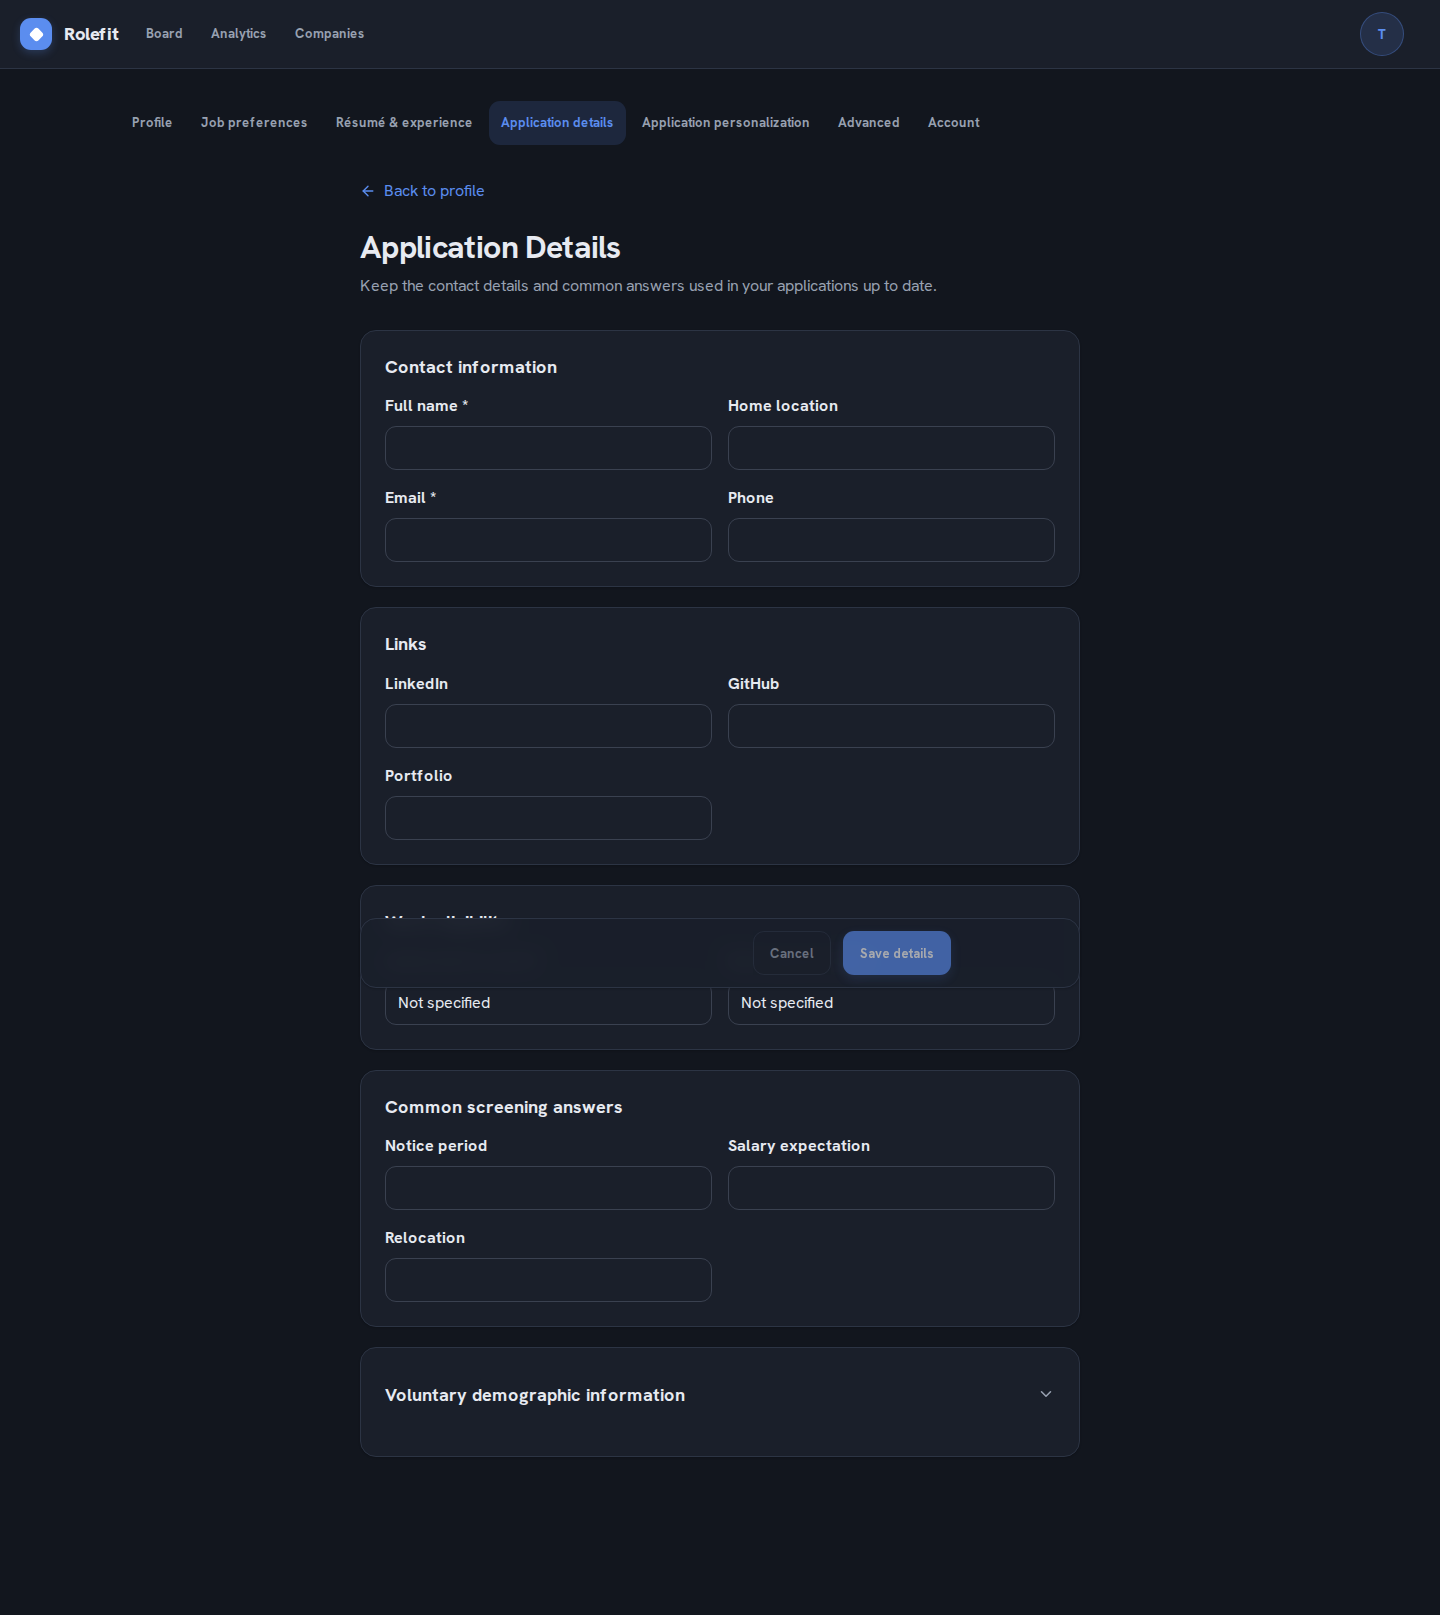 Rolefit
Board
Analytics
Companies
T
Profile
Job preferences
Résumé & experience
Application details
Application personalization
Advanced
Account
Back to profile
Application Details
Keep the contact details and common answers used in your applications up to date.
Contact information
Full name *
Home location
Email *
Phone
Links
LinkedIn
GitHub
Portfolio
Cancel
Save details
Not specified
Not specified
Common screening answers
Notice period
Salary expectation
Relocation
Voluntary demographic information